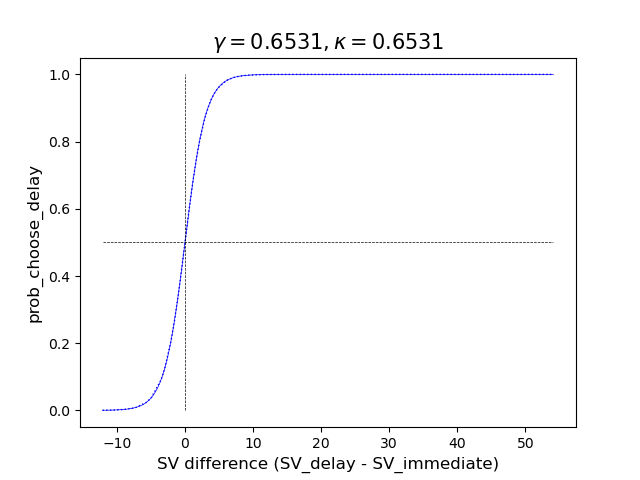 γ = 0.6531, κ = 0.6531
1.0
0.8
0.6
0.4
0.2
0.0
prob_choose_delay
−10 0 10 20 30 40 50
SV difference (SV_delay - SV_immediate)